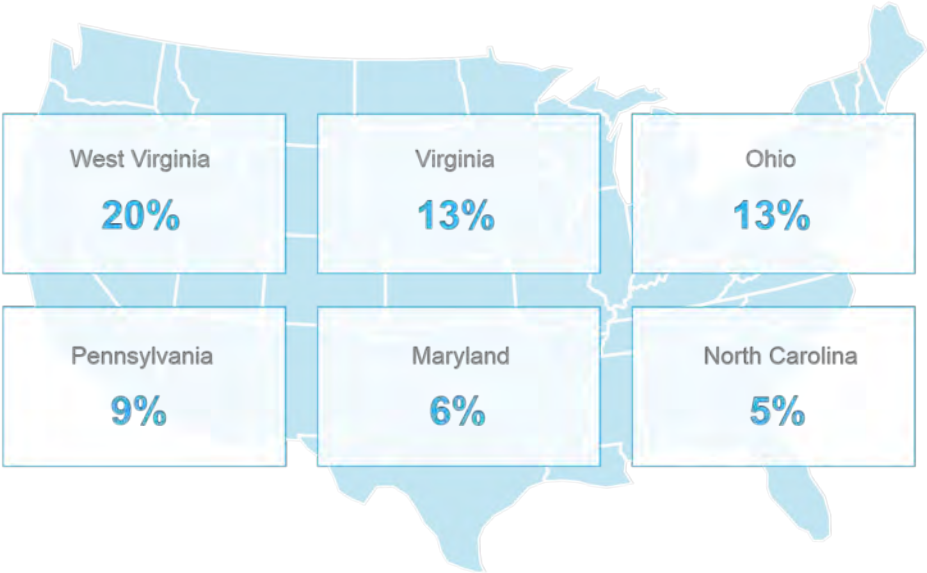 West Virginia
20%
Virginia
13%
Ohio
13%
Pennsylvania
9%
Maryland
6%
North Carolina
5%